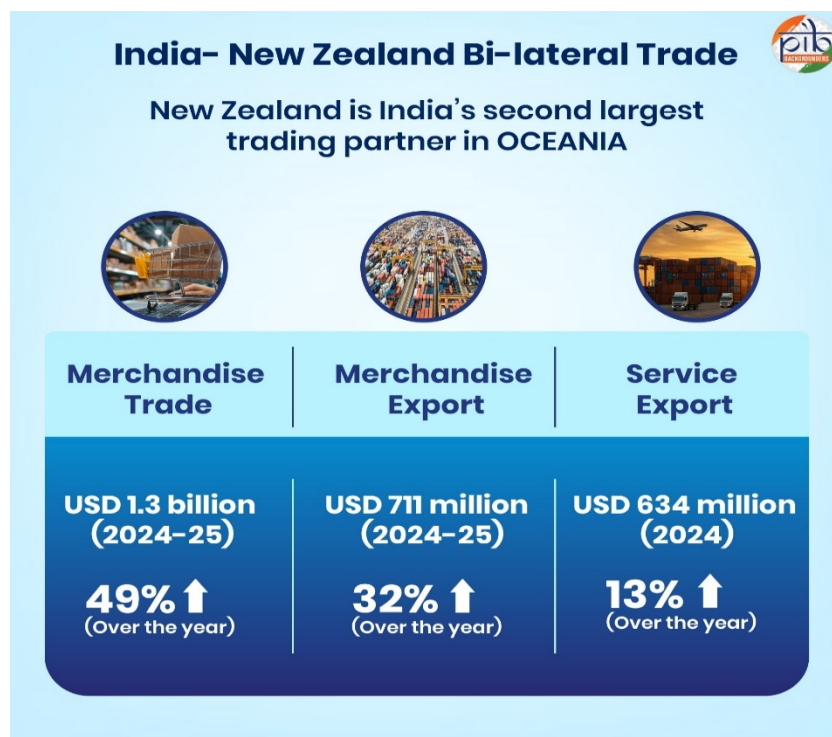 India- New Zealand Bi-lateral Trade
pib
BACKGROUNDERS
New Zealand is India's second largest
trading partner in OCEANIA
Merchandise
Trade
Merchandise
Export
Service
Export
USD 1.3 billion
(2024-25)
USD 711 million
(2024-25)
USD 634 million
(2024)
49%
(Over the year)
32%
(Over the year)
13%
(Over the year)